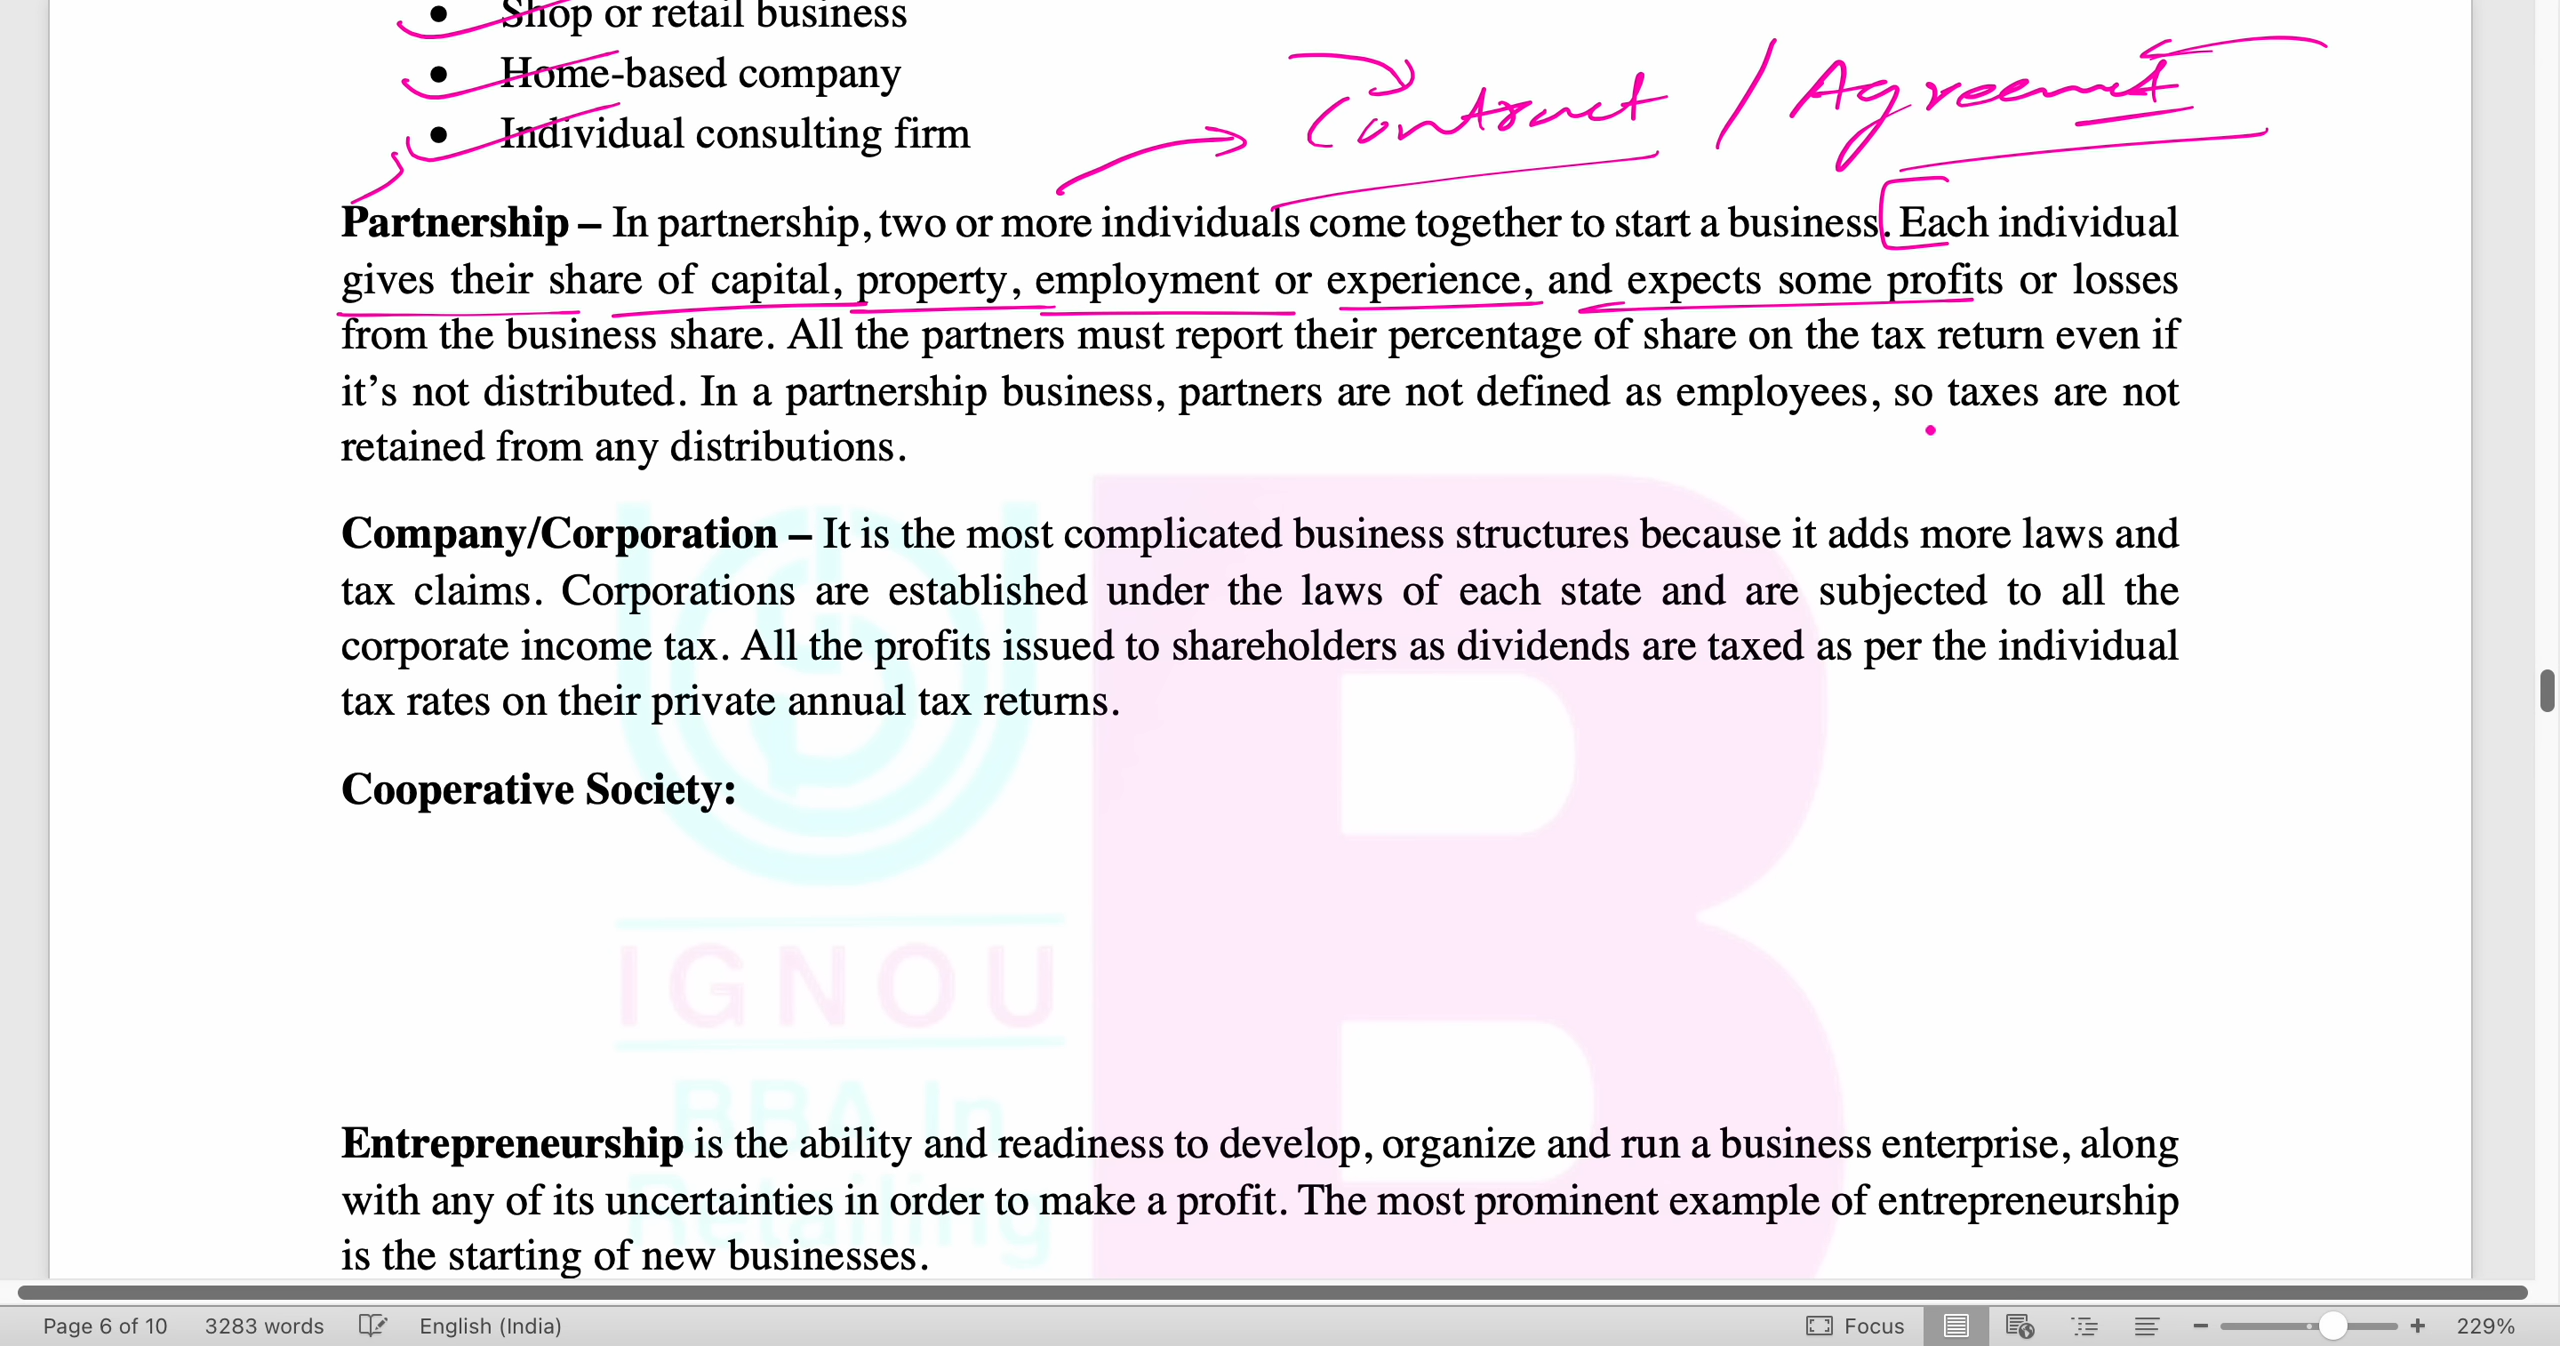 • Shop or retail business
• Home-based company
• Individual consulting firm
Contract / Agreement
Partnership – In partnership, two or more individuals come together to start a business. Each individual
gives their share of capital, property, employment or experience, and expects some profits or losses
from the business share. All the partners must report their percentage of share on the tax return even if
it’s not distributed. In a partnership business, partners are not defined as employees, so taxes are not
retained from any distributions.
Company/Corporation – It is the most complicated business structures because it adds more laws and
tax claims. Corporations are established under the laws of each state and are subjected to all the
corporate income tax. All the profits issued to shareholders as dividends are taxed as per the individual
tax rates on their private annual tax returns.
Cooperative Society:
IGNOU
BBA In
Retailing
B
Entrepreneurship is the ability and readiness to develop, organize and run a business enterprise, along
with any of its uncertainties in order to make a profit. The most prominent example of entrepreneurship
is the starting of new businesses.
Page 6 of 10 3283 words English (India) Focus 229%